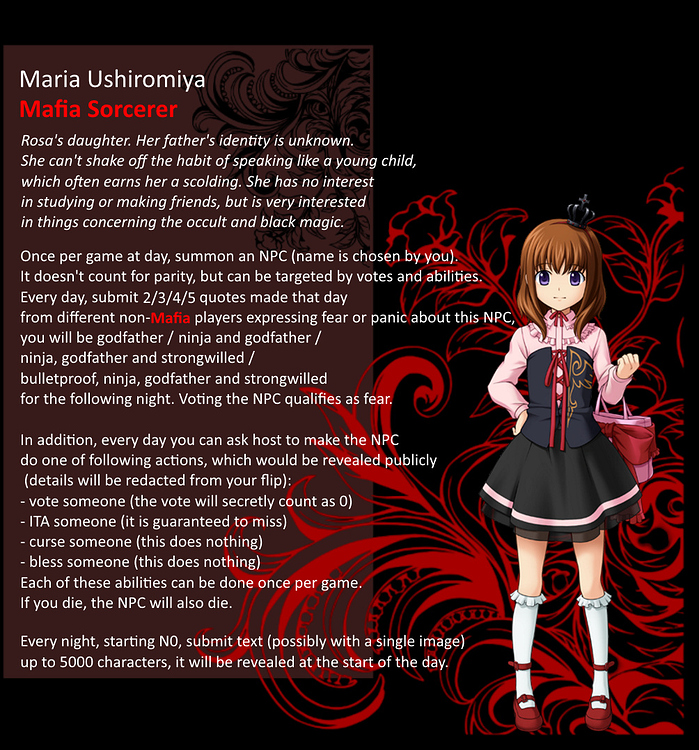 Maria Ushiromiya
Mafia Sorcerer
Rosa's daughter. Her father's identity is unknown.
She can't shake off the habit of speaking like a young child,
which often earns her a scolding. She has no interest
in studying or making friends, but is very interested
in things concerning the occult and black magic.
Once per game at day, summon an NPC (name is chosen by you).
It doesn't count for parity, but can be targeted by votes and abilities.
Every day, submit 2/3/4/5 quotes made that day
from different non-Mafia players expressing fear or panic about this NPC,
you will be godfather / ninja and godfather /
ninja, godfather and strongwilled /
bulletproof, ninja, godfather and strongwilled
for the following night. Voting the NPC qualifies as fear.
In addition, every day you can ask host to make the NPC
do one of following actions, which would be revealed publicly
(details will be redacted from your flip):
- vote someone (the vote will secretly count as 0)
- ITA someone (it is guaranteed to miss)
- curse someone (this does nothing)
- bless someone (this does nothing)
Each of these abilities can be done once per game.
If you die, the NPC will also die.
Every night, starting N0, submit text (possibly with a single image)
up to 5000 characters, it will be revealed at the start of the day.